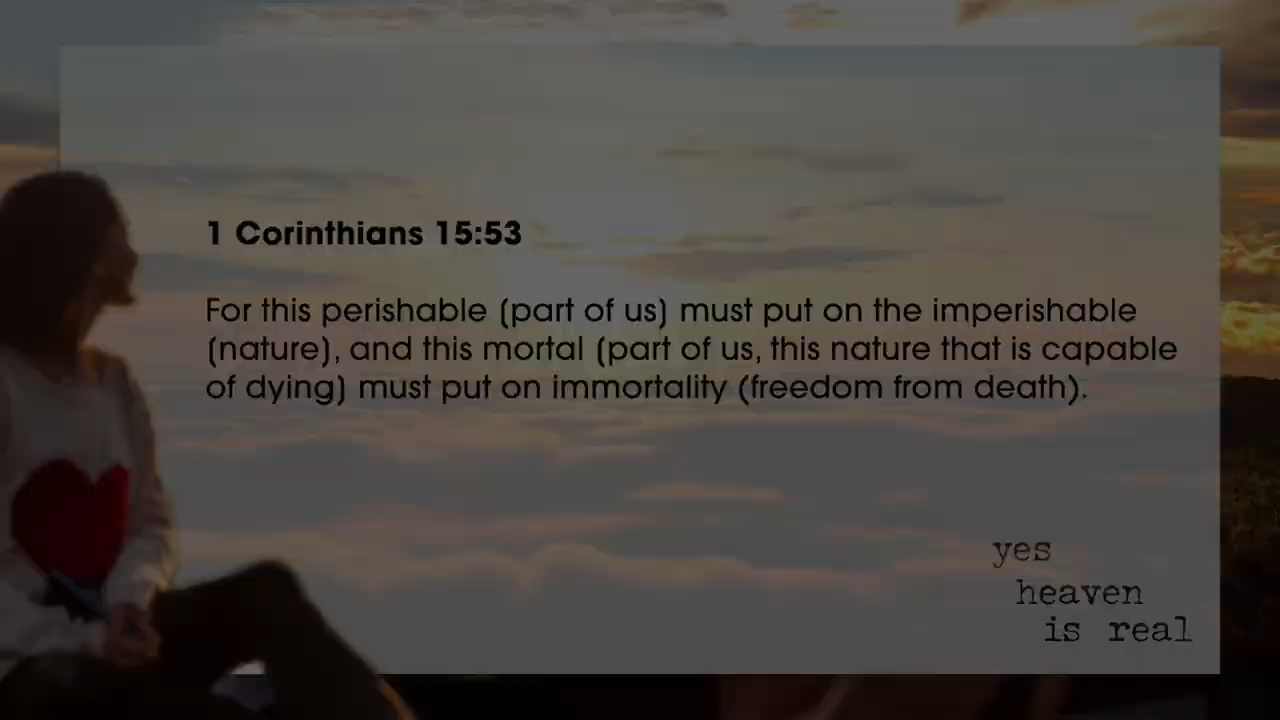 1 Corinthians 15:53
For this perishable (part of us) must put on the imperishable
(nature), and this mortal (part of us, this nature that is capable
of dying) must put on immortality (freedom from death).
yes
heaven
is real